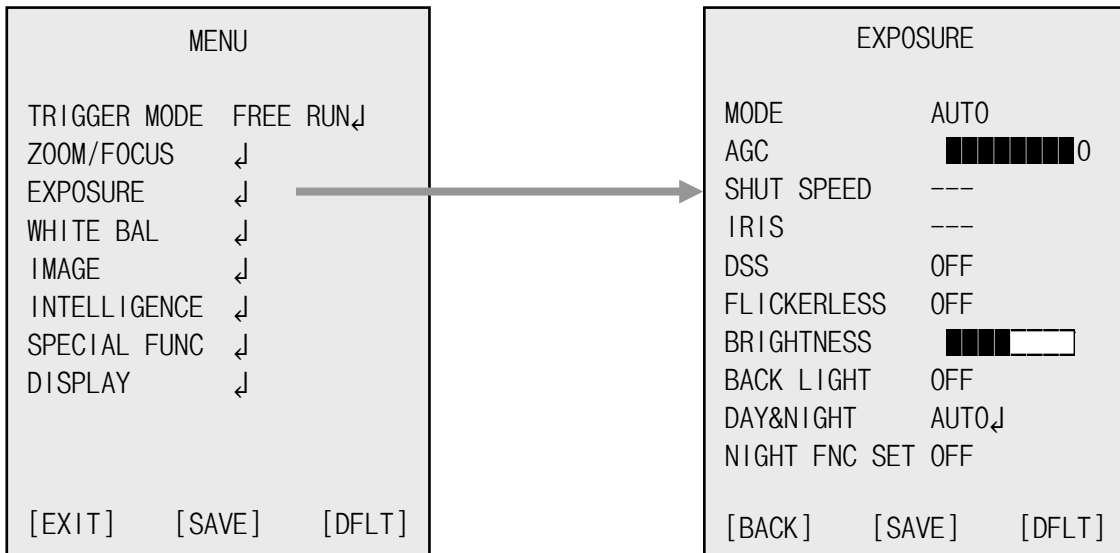 MENU
TRIGGER MODE FREE RUN↲
ZOOM/FOCUS ↲
EXPOSURE ↲
WHITE BAL ↲
IMAGE ↲
INTELLIGENCE ↲
SPECIAL FUNC ↲
DISPLAY ↲
[EXIT] [SAVE] [DFLT]
EXPOSURE
MODE AUTO
AGC 0
SHUT SPEED ---
IRIS ---
DSS OFF
FLICKERLESS OFF
BRIGHTNESS
BACK LIGHT OFF
DAY&NIGHT AUTO↲
NIGHT FNC SET OFF
[BACK] [SAVE] [DFLT]